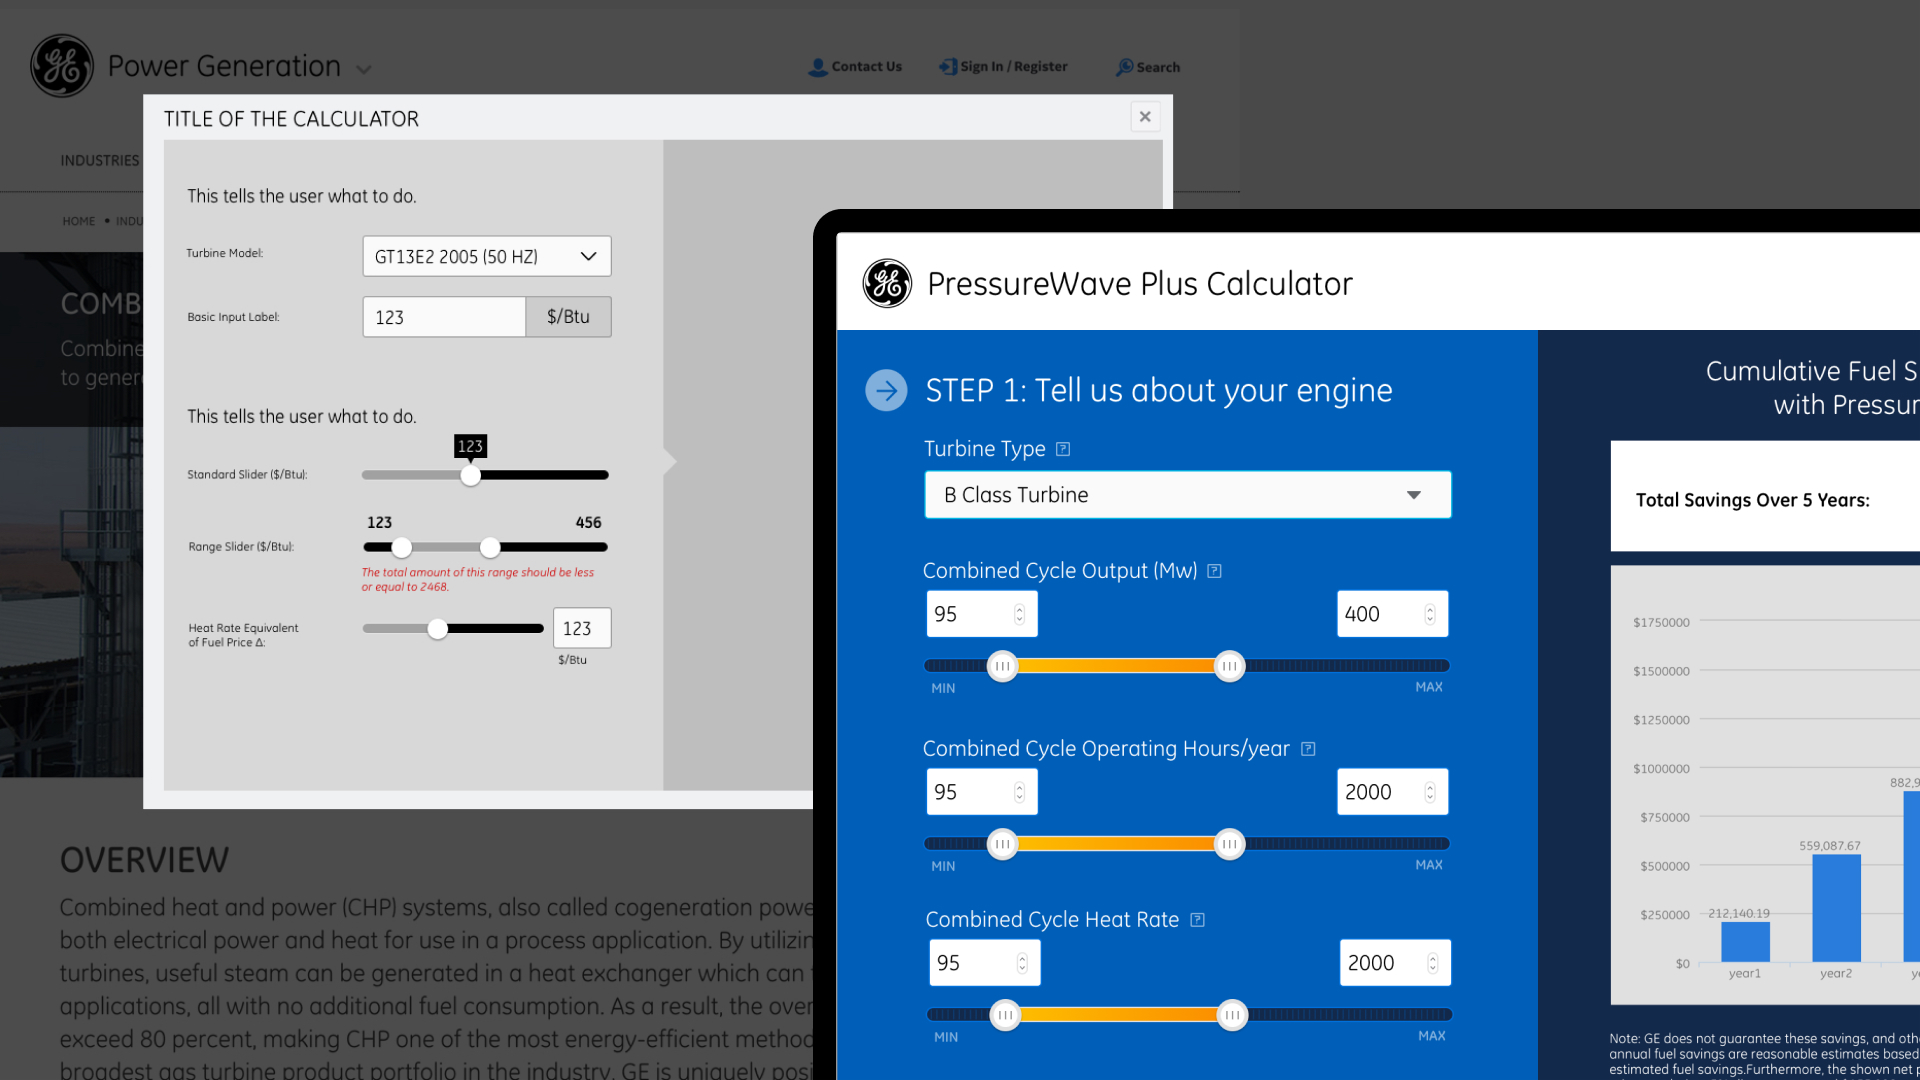 Power Generation
Contact Us
Sign In / Register
Search
INDUSTRIES
HOME • INDU
COMB
Combine
to gener
TITLE OF THE CALCULATOR
This tells the user what to do.
Turbine Model:
GT13E2 2005 (50 HZ)
Basic Input Label:
123
$/Btu
This tells the user what to do.
123
Standard Slider ($/Btu):
123
456
Range Slider ($/Btu):
The total amount of this range should be less
or equal to 2468.
Heat Rate Equivalent
of Fuel Price Δ:
123
$/Btu
OVERVIEW
Combined heat and power (CHP) systems, also called cogeneration powe
both electrical power and heat for use in a process application. By utilizin
turbines, useful steam can be generated in a heat exchanger which can
applications, all with no additional fuel consumption. As a result, the over
exceed 80 percent, making CHP one of the most energy-efficient method
broadest gas turbine product portfolio in the industry, GE is uniquely posi
GE
PressureWave Plus Calculator
STEP 1: Tell us about your engine
Turbine Type ?
B Class Turbine
Combined Cycle Output (Mw) ?
95
400
MIN
MAX
Combined Cycle Operating Hours/year ?
95
2000
MIN
MAX
Combined Cycle Heat Rate ?
95
2000
MIN
MAX
Cumulative Fuel S
with Pressur
Total Savings Over 5 Years:
$1750000
$1500000
$1250000
$1000000
$750000
$500000
$250000
$0
212,140.19
559,087.67
882,9
year1
year2
ye
Note: GE does not guarantee these savings, and oth
annual fuel savings are reasonable estimates based
estimated fuel savings.Furthermore, the shown net p